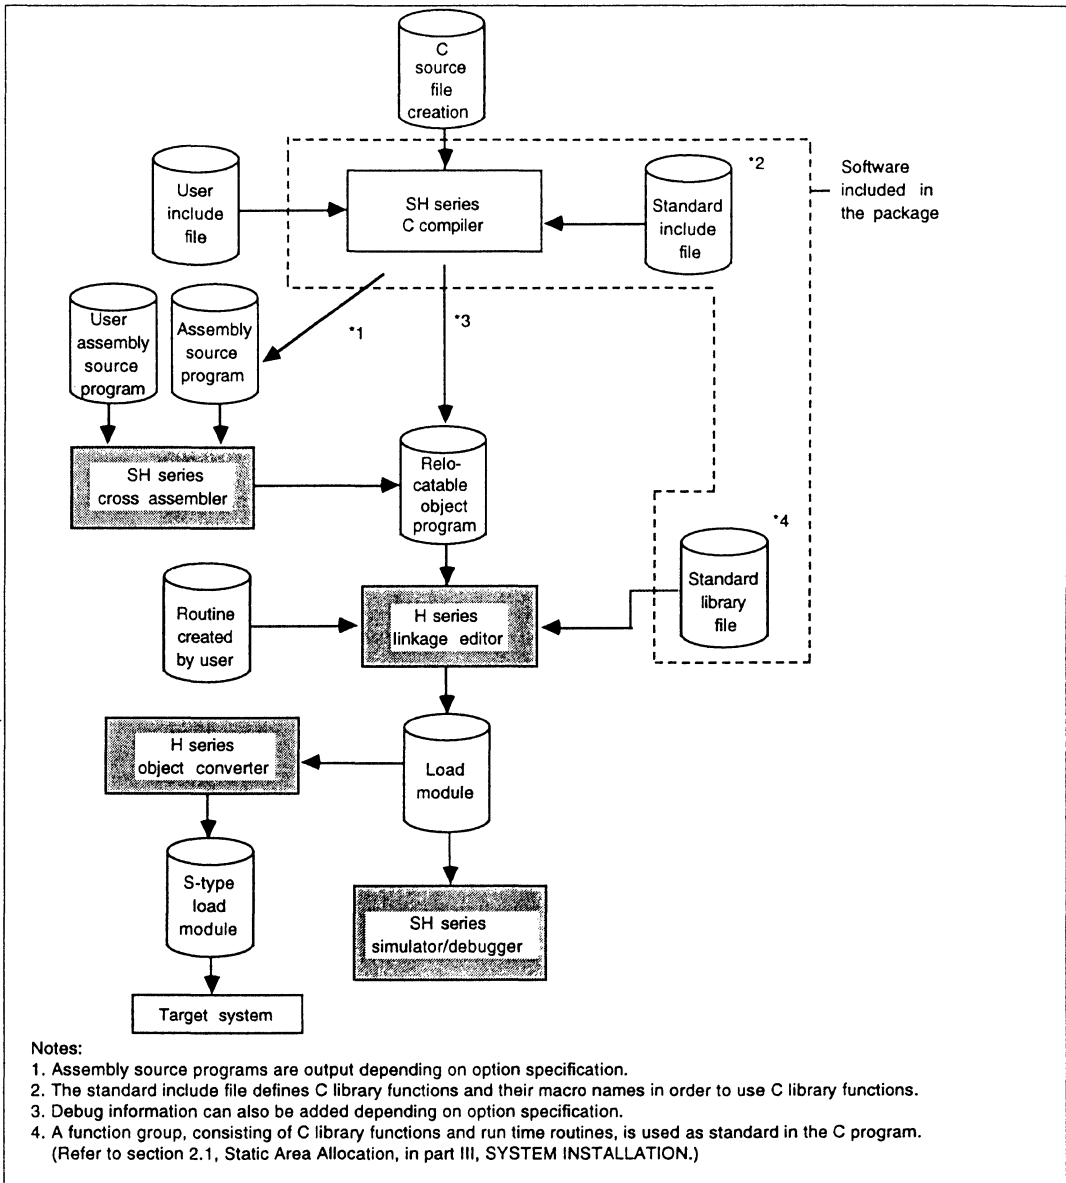 C
source
file
creation
*2
Software
included in
the package
User
include
file
SH series
C compiler
Standard
include
file
*1
*3
User
assembly
source
program
Assembly
source
program
SH series
cross assembler
Relo-
catable
object
program
*4
Standard
library
file
Routine
created
by user
H series
linkage editor
H series
object converter
Load
module
S-type
load
module
SH series
simulator/debugger
Target system
Notes:
1. Assembly source programs are output depending on option specification.
2. The standard include file defines C library functions and their macro names in order to use C library functions.
3. Debug information can also be added depending on option specification.
4. A function group, consisting of C library functions and run time routines, is used as standard in the C program.
(Refer to section 2.1, Static Area Allocation, in part III, SYSTEM INSTALLATION.)